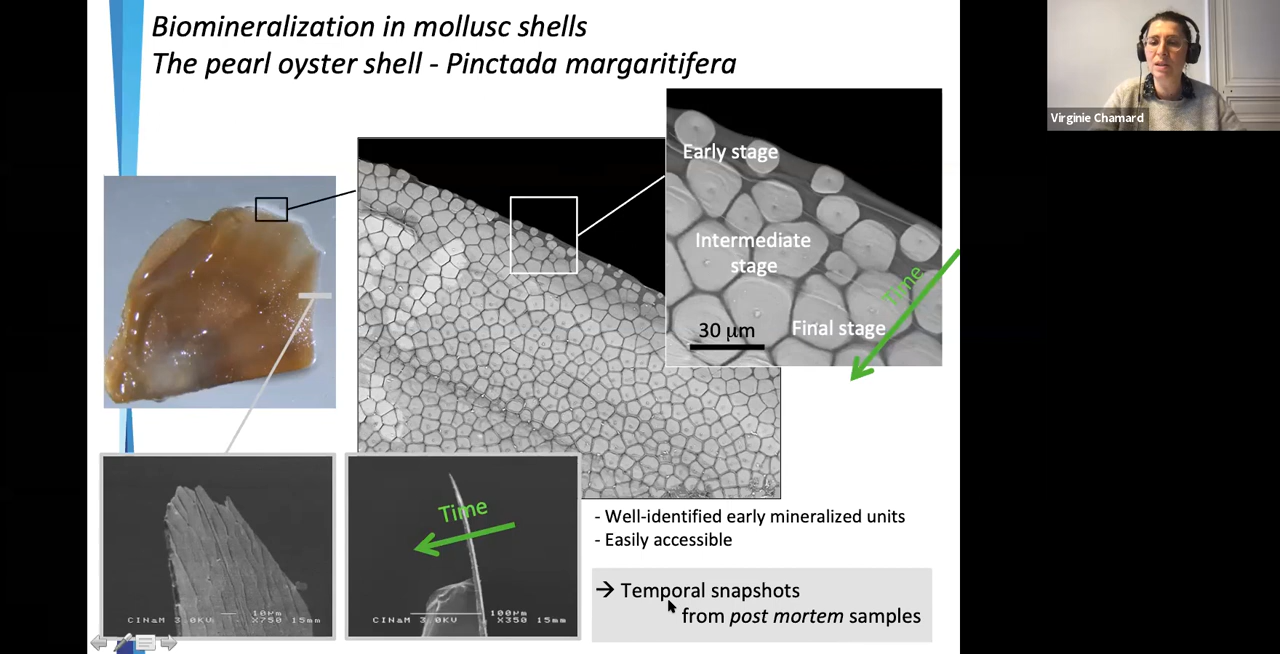 Biomineralization in mollusc shells
The pearl oyster shell - Pinctada margaritifera
Virginie Chamard
Early stage
Intermediate
stage
Time
Final stage
30 μm
Time
- Well-identified early mineralized units
- Easily accessible
→ Temporal snapshots
from post mortem samples
CINaM 3.0KV 10μm X750 15mm
CINaM 3.0KV 100μm X350 15mm